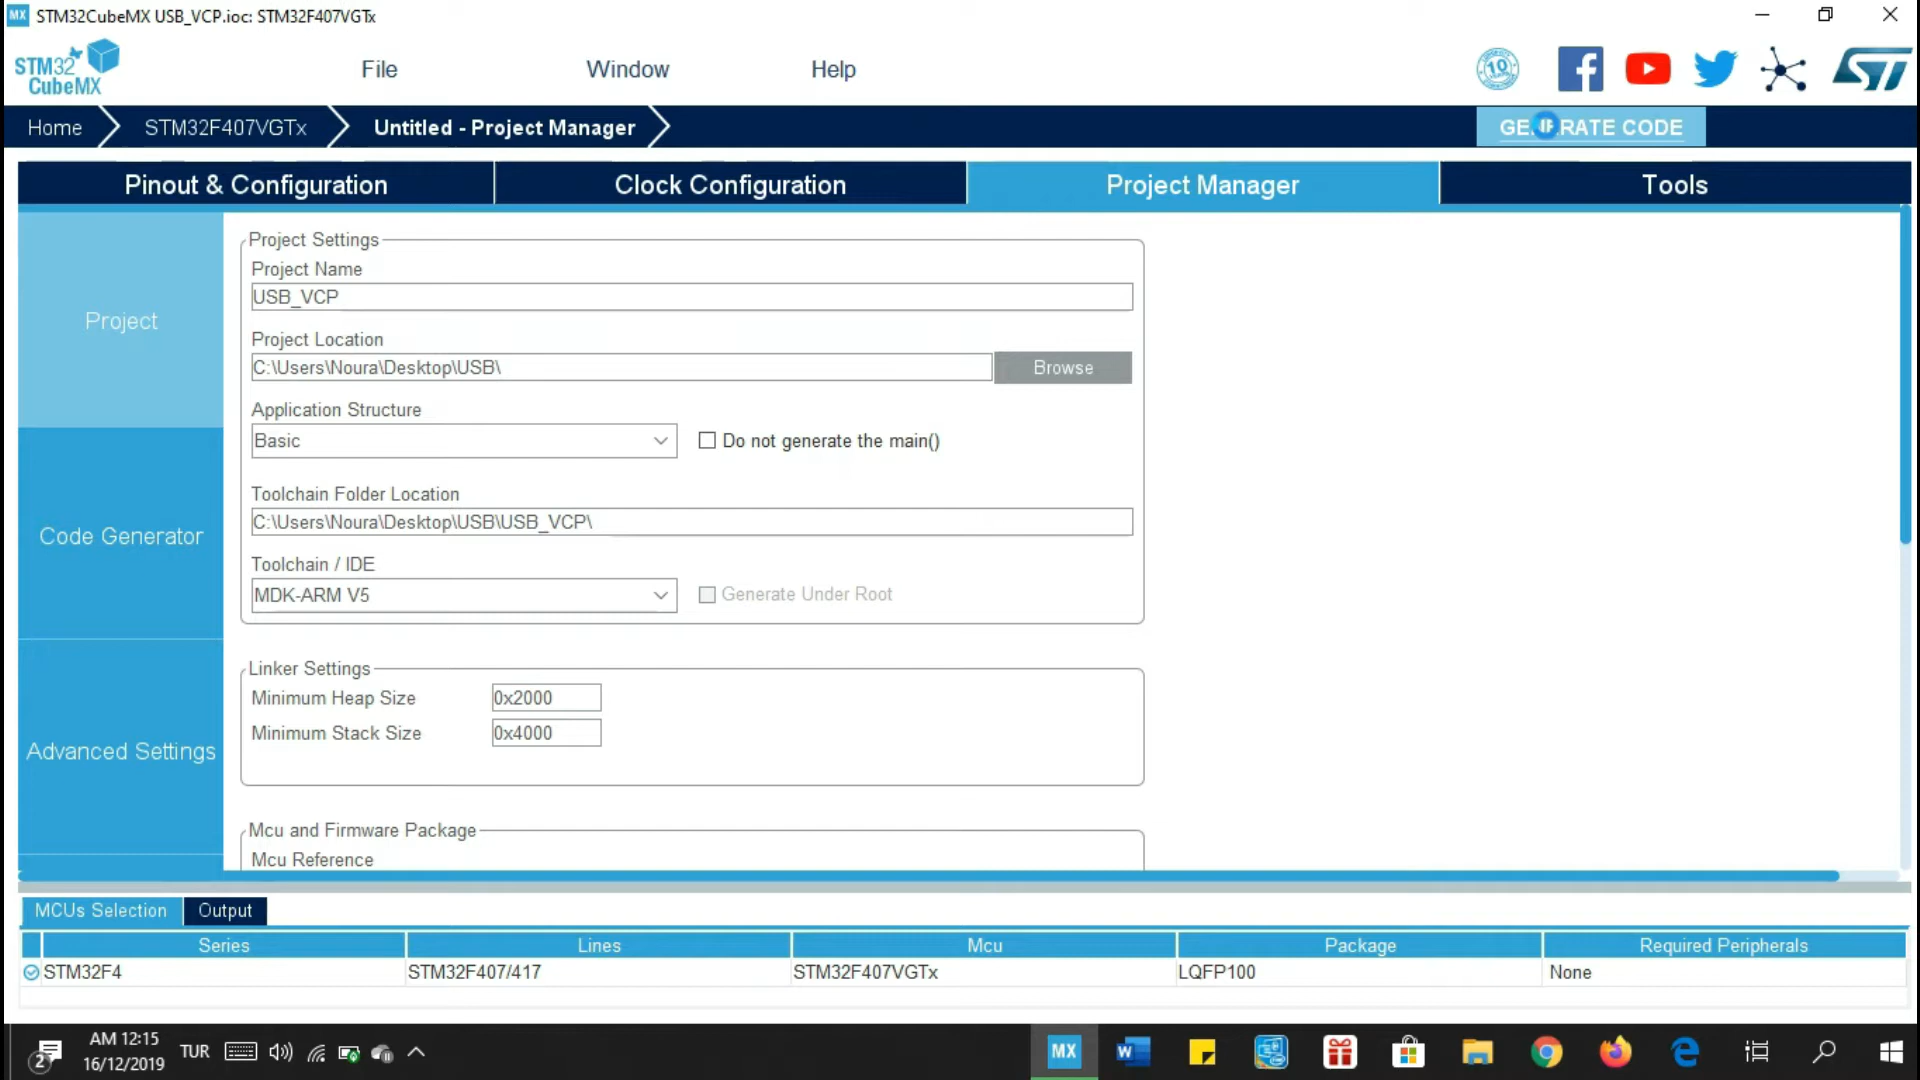 MX STM32CubeMX USB_VCP.ioc: STM32F407VGTx
STM32 CubeMX
File Window Help
10
ST
Home STM32F407VGTx Untitled - Project Manager GENERATE CODE
Pinout & Configuration Clock Configuration Project Manager Tools
Project
Code Generator
Advanced Settings
Project Settings
Project Name
USB_VCP
Project Location
C:\Users\Noura\Desktop\USB\ Browse
Application Structure
Basic Do not generate the main()
Toolchain Folder Location
C:\Users\Noura\Desktop\USB\USB_VCP\
Toolchain / IDE
MDK-ARM V5 Generate Under Root
Linker Settings
Minimum Heap Size 0x2000
Minimum Stack Size 0x4000
Mcu and Firmware Package
Mcu Reference
MCUs Selection Output
Series Lines Mcu Package Required Peripherals
STM32F4 STM32F407/417 STM32F407VGTx LQFP100 None
2 AM 12:15 TUR MX W
16/12/2019